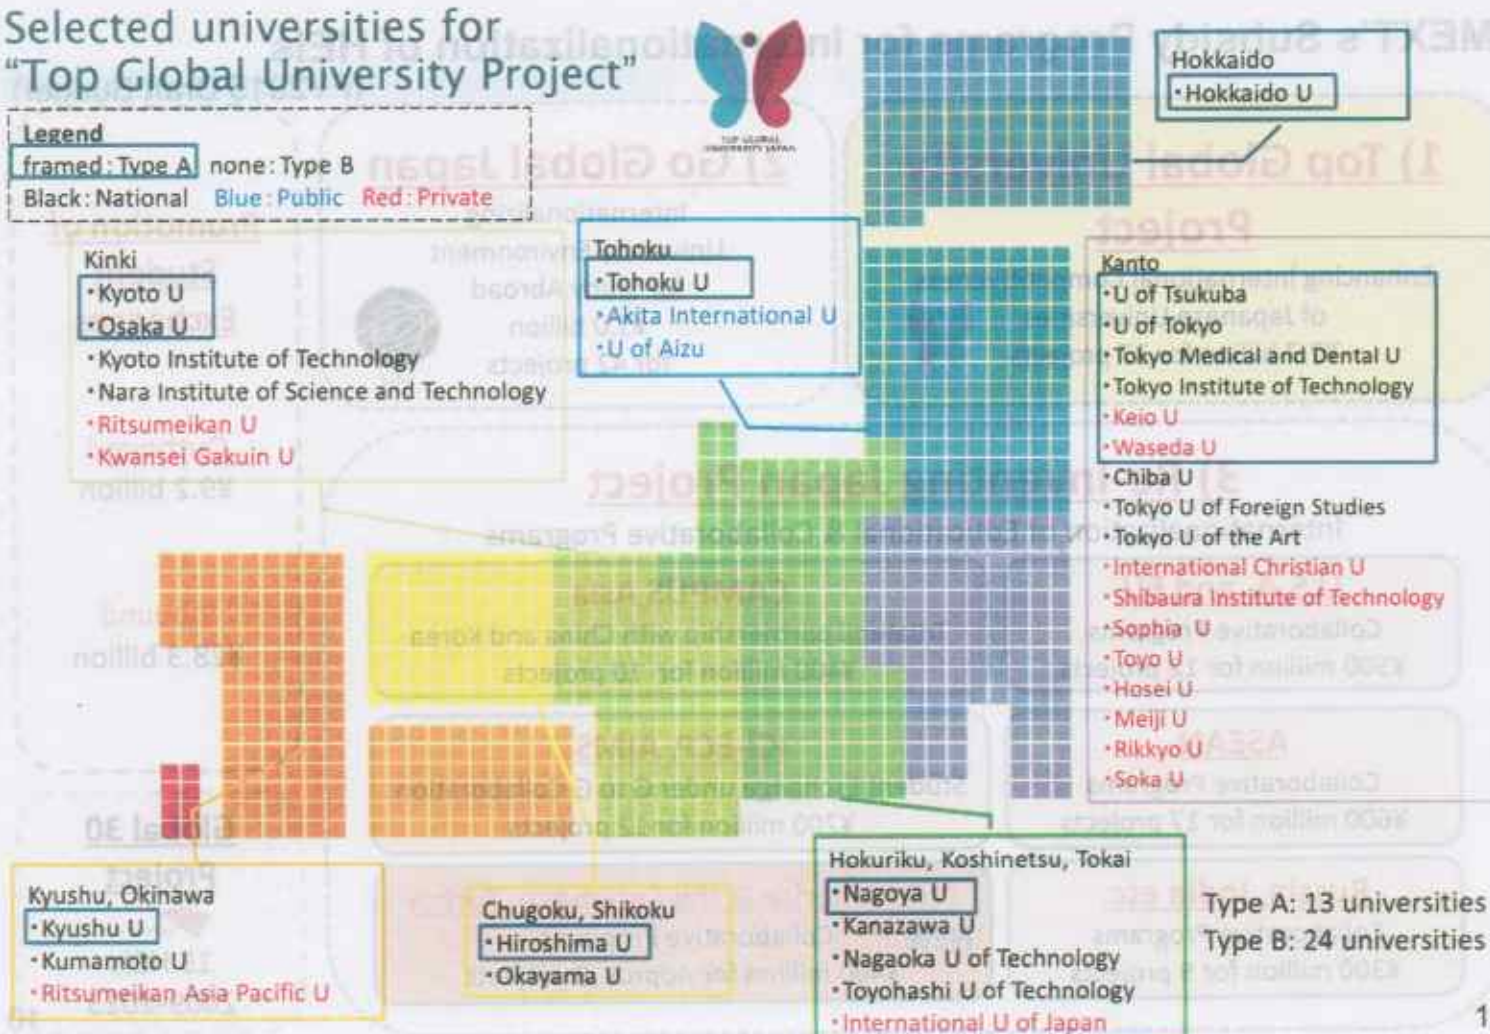 Selected universities for
“Top Global University Project”
TOP GLOBAL
UNIVERSITY JAPAN
Legend
framed: Type A none: Type B
Black: National Blue: Public Red: Private
Hokkaido
・Hokkaido U
Tohoku
・Tohoku U
・Akita International U
・U of Aizu
Kinki
・Kyoto U
・Osaka U
・Kyoto Institute of Technology
・Nara Institute of Science and Technology
・Ritsumeikan U
・Kwansei Gakuin U
Kanto
・U of Tsukuba
・U of Tokyo
・Tokyo Medical and Dental U
・Tokyo Institute of Technology
・Keio U
・Waseda U
・Chiba U
・Tokyo U of Foreign Studies
・Tokyo U of the Art
・International Christian U
・Shibaura Institute of Technology
・Sophia U
・Toyo U
・Hosei U
・Meiji U
・Rikkyo U
・Soka U
Kyushu, Okinawa
・Kyushu U
・Kumamoto U
・Ritsumeikan Asia Pacific U
Chugoku, Shikoku
・Hiroshima U
・Okayama U
Hokuriku, Koshinetsu, Tokai
・Nagoya U
・Kanazawa U
・Nagaoka U of Technology
・Toyohashi U of Technology
・International U of Japan
Type A: 13 universities
Type B: 24 universities
1